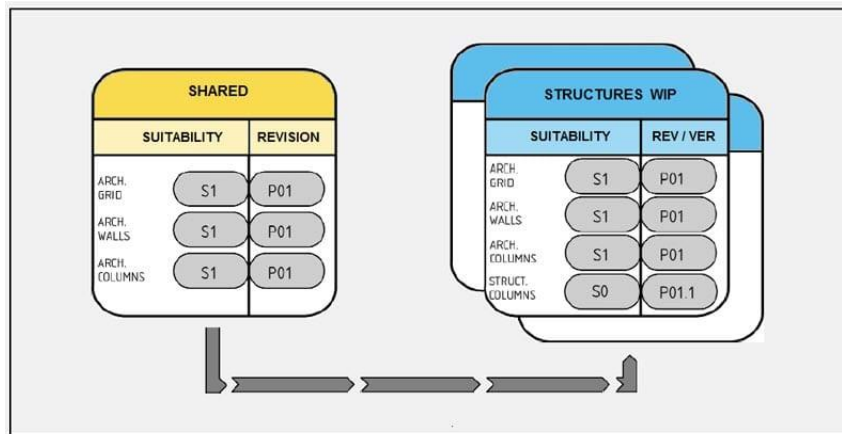 SHARED
SUITABILITY REVISION
ARCH.
GRID S1 P01
ARCH.
WALLS S1 P01
ARCH.
COLUMNS S1 P01
STRUCTURES WIP
SUITABILITY REV / VER
ARCH.
GRID S1 P01
ARCH.
WALLS S1 P01
ARCH.
COLUMNS S1 P01
STRUCT.
COLUMNS S0 P01.1